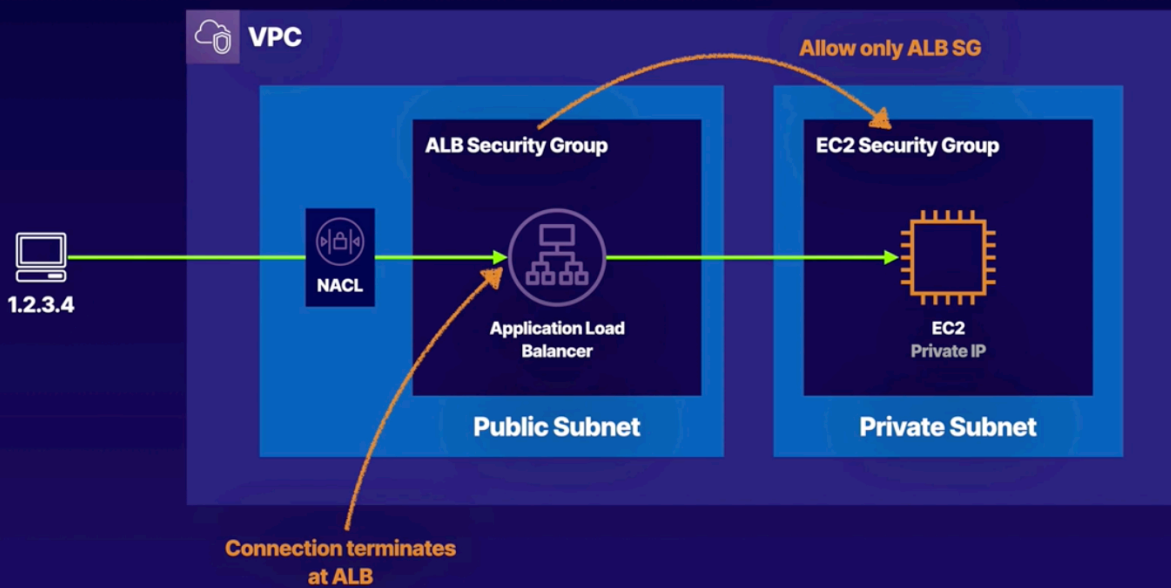 VPC
Allow only ALB SG
ALB Security Group
EC2 Security Group
NACL
1.2.3.4
Application Load
Balancer
EC2
Private IP
Public Subnet
Private Subnet
Connection terminates
at ALB